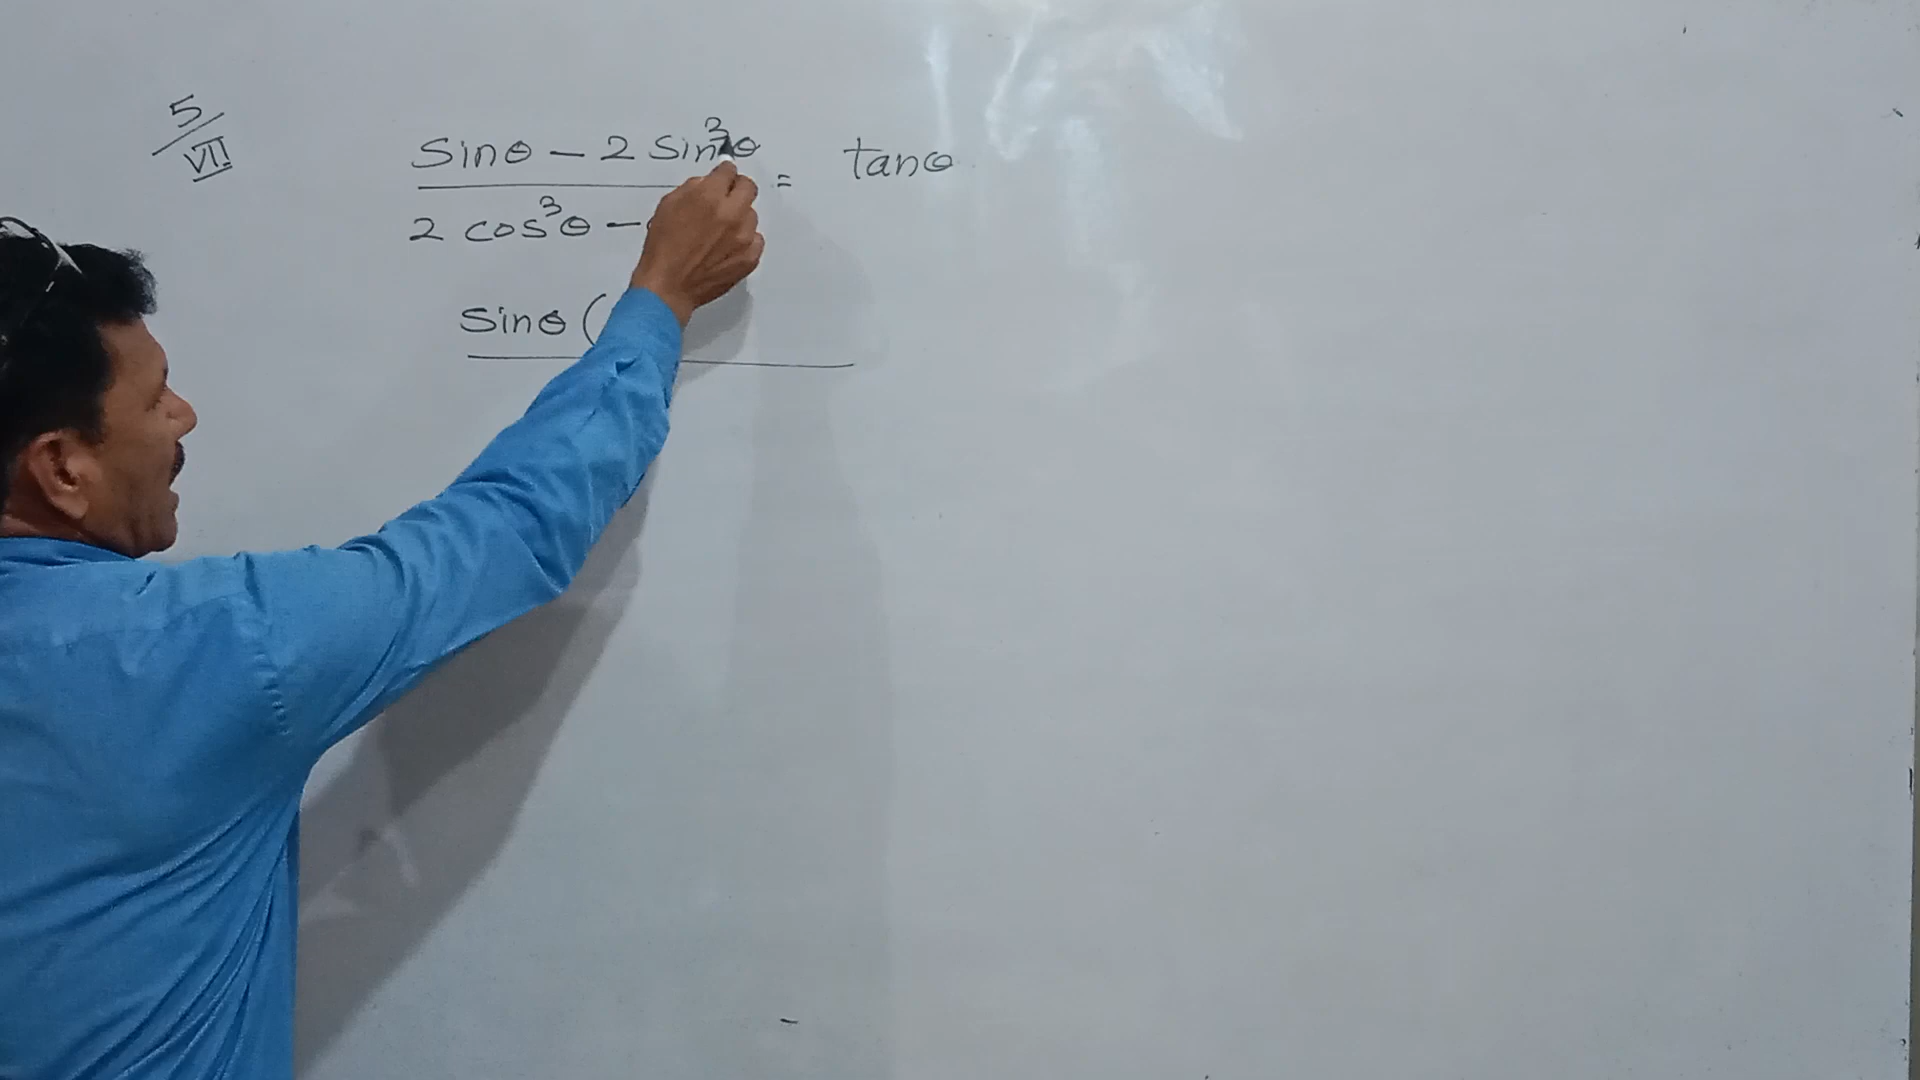 5/VII
sinθ - 2 sin³θ / 2 cos³θ - = tanθ
sinθ (